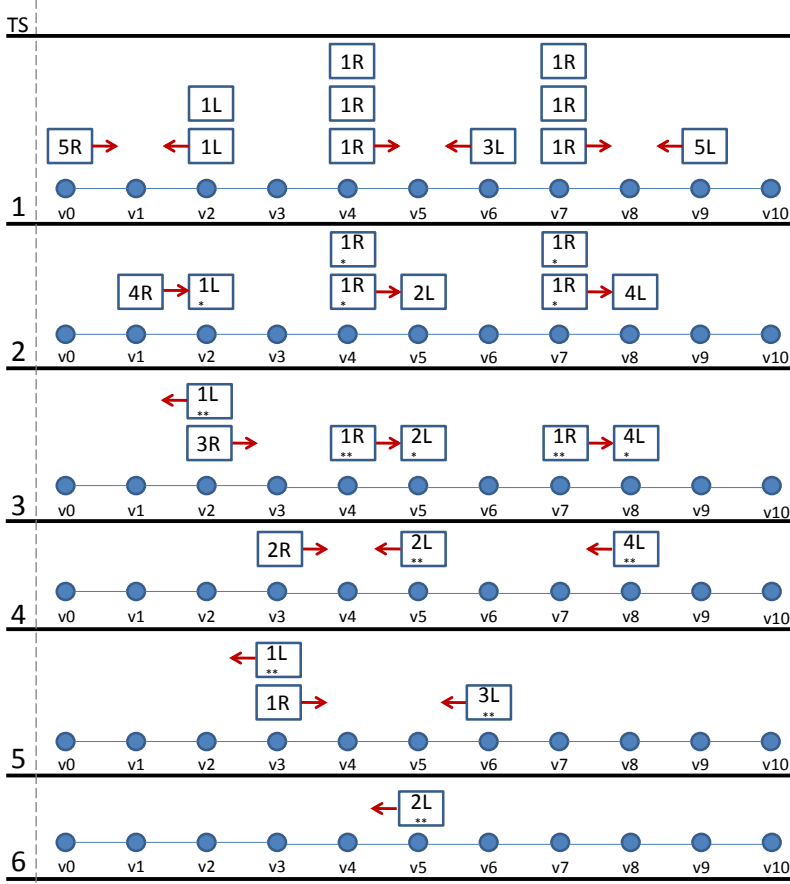 TS
1R 1R
1L 1R 1R
5R 1L 1R 3L 1R 5L
1
v0 v1 v2 v3 v4 v5 v6 v7 v8 v9 v10
1R 1R
* *
4R 1L 1R 2L 1R 4L
* * *
2
v0 v1 v2 v3 v4 v5 v6 v7 v8 v9 v10
1L
**
3R 1R 2L 1R 4L
** * ** *
3
v0 v1 v2 v3 v4 v5 v6 v7 v8 v9 v10
2R 2L 4L
** **
4
v0 v1 v2 v3 v4 v5 v6 v7 v8 v9 v10
1L
**
1R 3L
**
5
v0 v1 v2 v3 v4 v5 v6 v7 v8 v9 v10
2L
**
6
v0 v1 v2 v3 v4 v5 v6 v7 v8 v9 v10